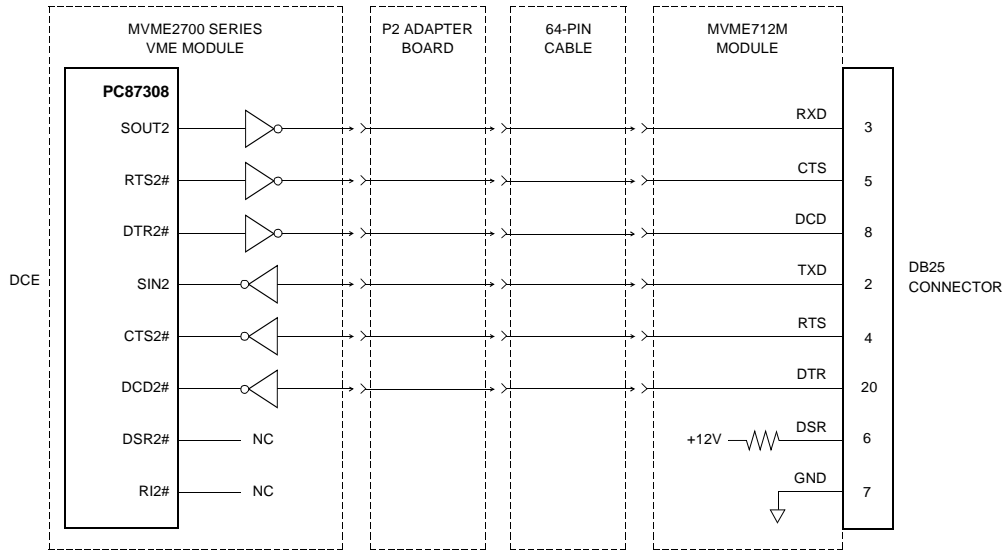 MVME2700 SERIES
VME MODULE
P2 ADAPTER
BOARD
64-PIN
CABLE
MVME712M
MODULE
PC87308
SOUT2
RXD
3
RTS2#
CTS
5
DTR2#
DCD
8
DCE
SIN2
TXD
2
DB25
CONNECTOR
CTS2#
RTS
4
DCD2#
DTR
20
DSR2#
NC
+12V
DSR
6
RI2#
NC
GND
7